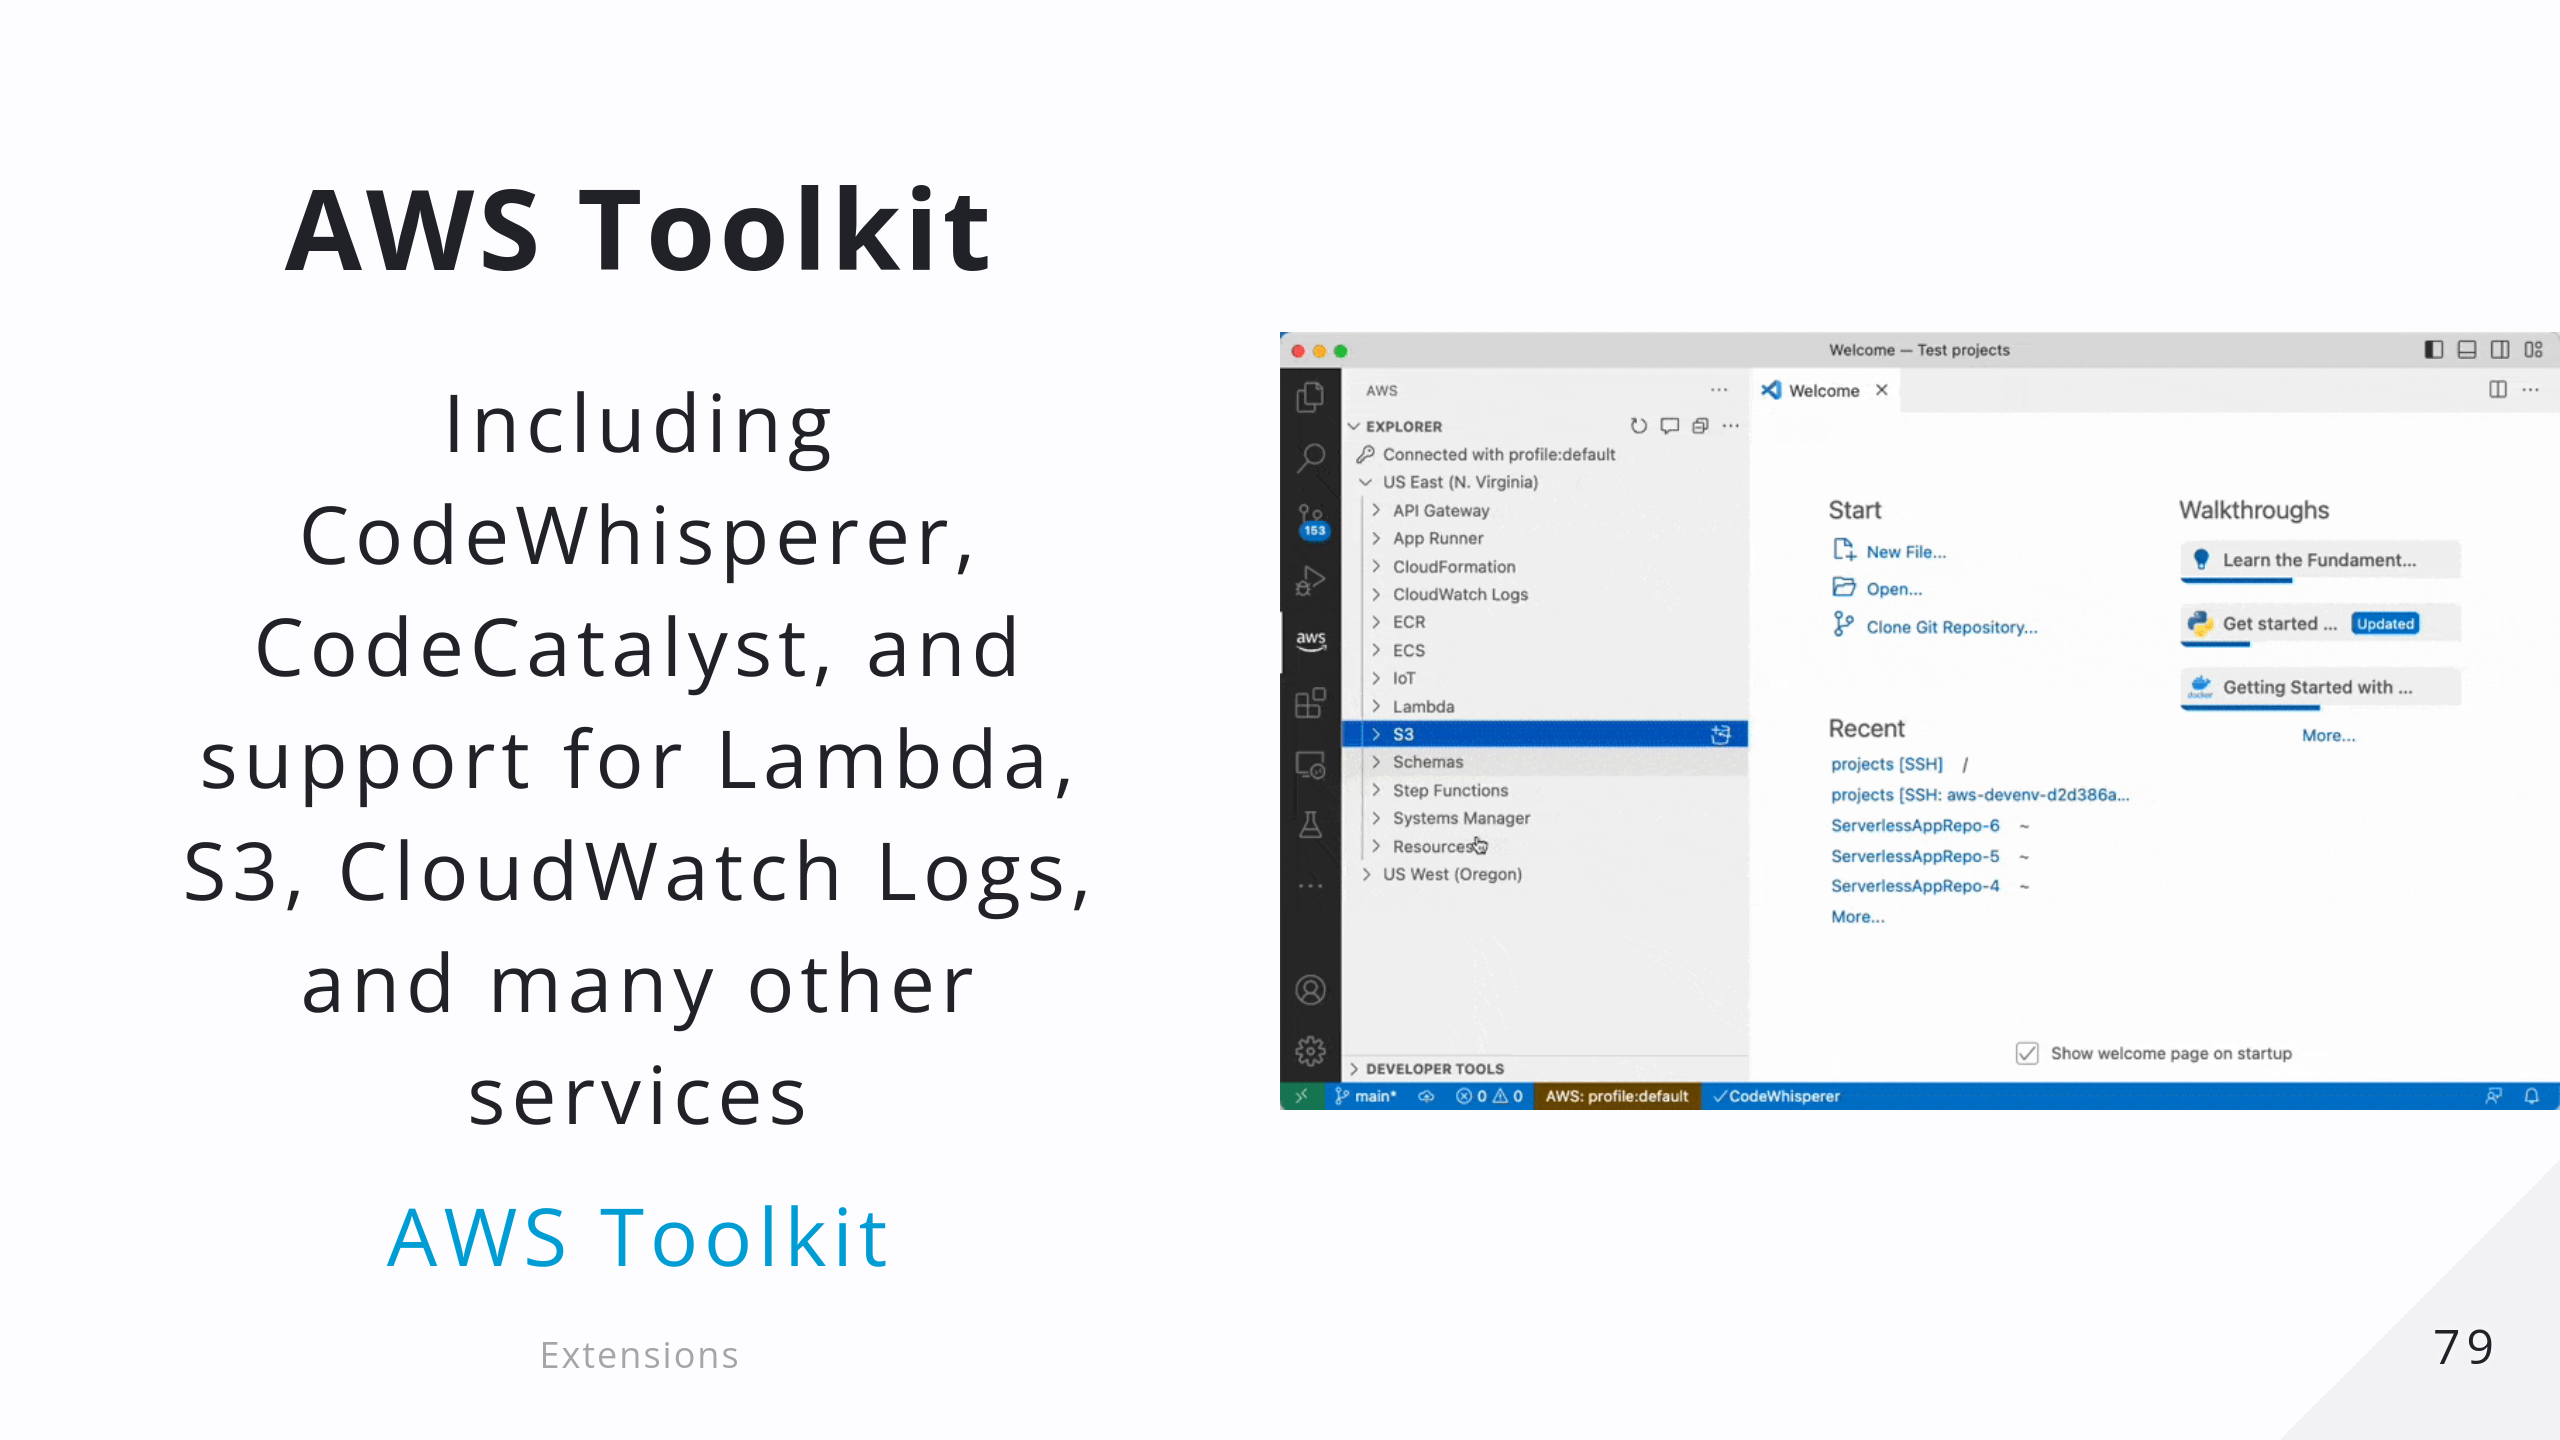 AWS Toolkit
Including
CodeWhisperer,
CodeCatalyst, and
support for Lambda,
S3, CloudWatch Logs,
and many other
services
AWS Toolkit
Extensions
Welcome — Test projects
AWS
Welcome
EXPLORER
Connected with profile:default
US East (N. Virginia)
API Gateway
App Runner
CloudFormation
CloudWatch Logs
ECR
ECS
IoT
Lambda
S3
Schemas
Step Functions
Systems Manager
Resources
US West (Oregon)
DEVELOPER TOOLS
153
aws
Start
New File...
Open...
Clone Git Repository...
Recent
projects [SSH] /
projects [SSH: aws-devenv-d2d386a...
ServerlessAppRepo-6 ~
ServerlessAppRepo-5 ~
ServerlessAppRepo-4 ~
More...
Walkthroughs
Learn the Fundament...
Get started ... Updated
docker
Getting Started with ...
More...
Show welcome page on startup
main* 0 0 AWS: profile:default CodeWhisperer
79